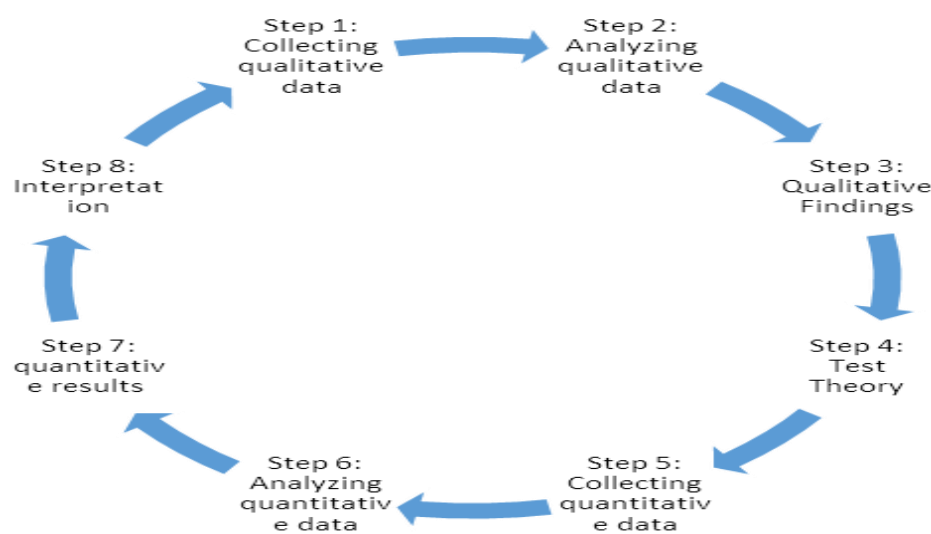 Step 1:
Collecting
qualitative
data
Step 2:
Analyzing
qualitative
data
Step 3:
Qualitative
Findings
Step 4:
Test
Theory
Step 5:
Collecting
quantitativ
e data
Step 6:
Analyzing
quantitativ
e data
Step 7:
quantitativ
e results
Step 8:
Interpretat
ion